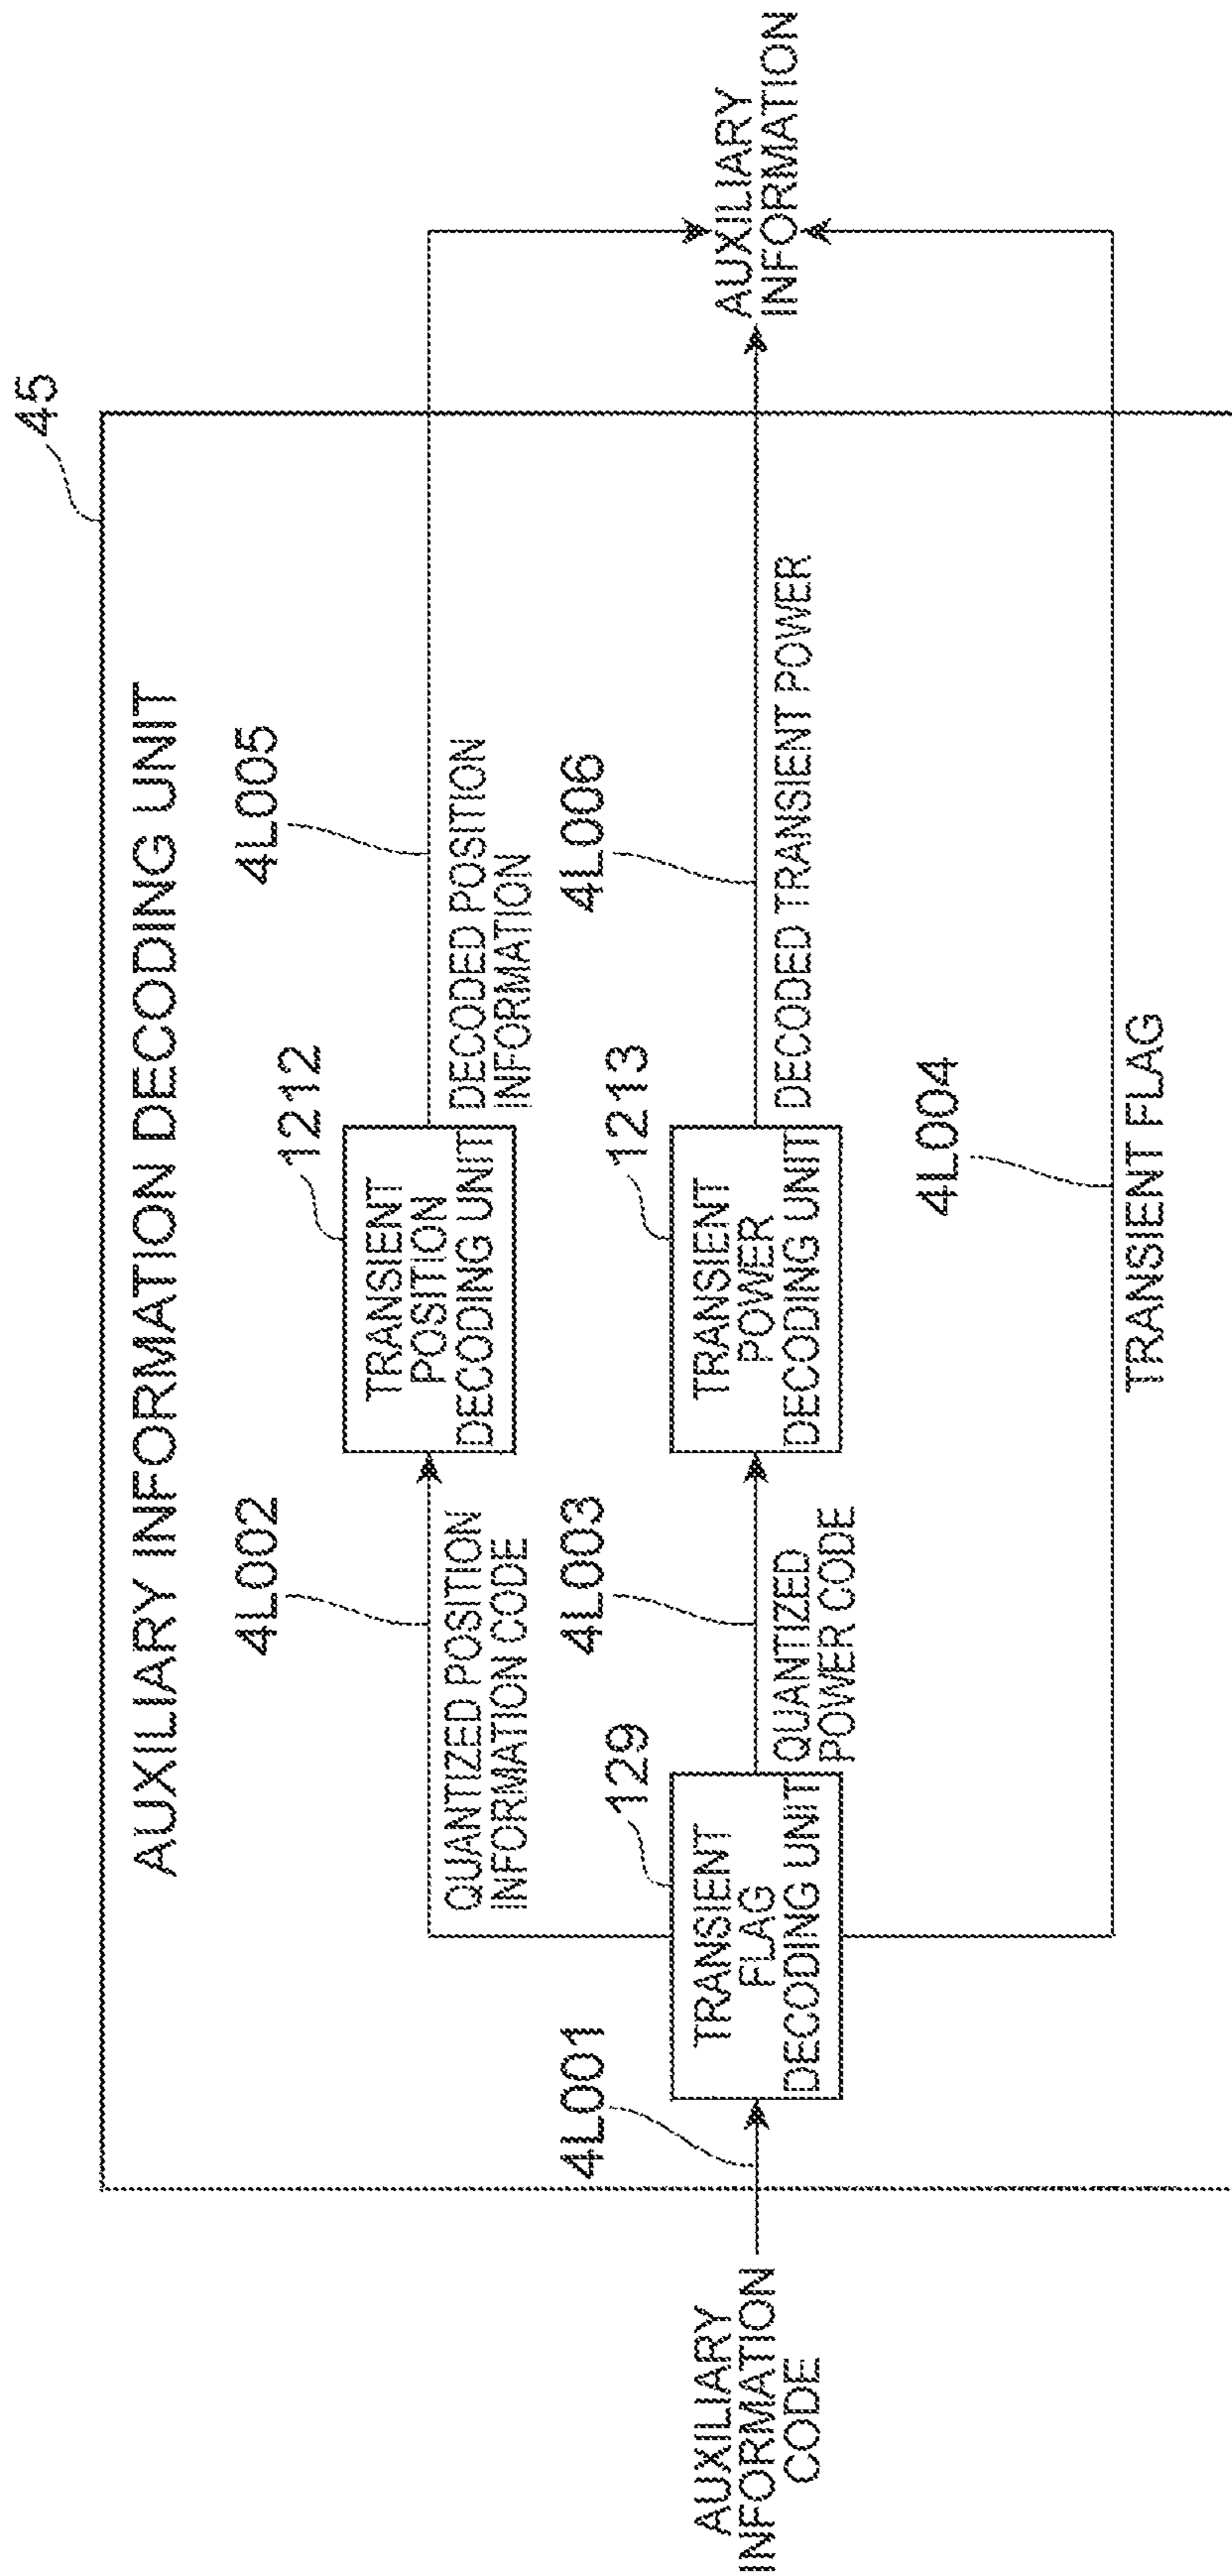 45
AUXILIARY INFORMATION DECODING UNIT
4L002
1212
4L005
QUANTIZED POSITION
INFORMATION CODE
TRANSIENT
POSITION
DECODING UNIT
DECODED POSITION
INFORMATION
4L001
129
4L003
1213
4L006
AUXILIARY
INFORMATION
CODE
TRANSIENT
FLAG
DECODING UNIT
QUANTIZED
POWER CODE
TRANSIENT
POWER
DECODING UNIT
DECODED TRANSIENT POWER
AUXILIARY
INFORMATION
4L004
TRANSIENT FLAG